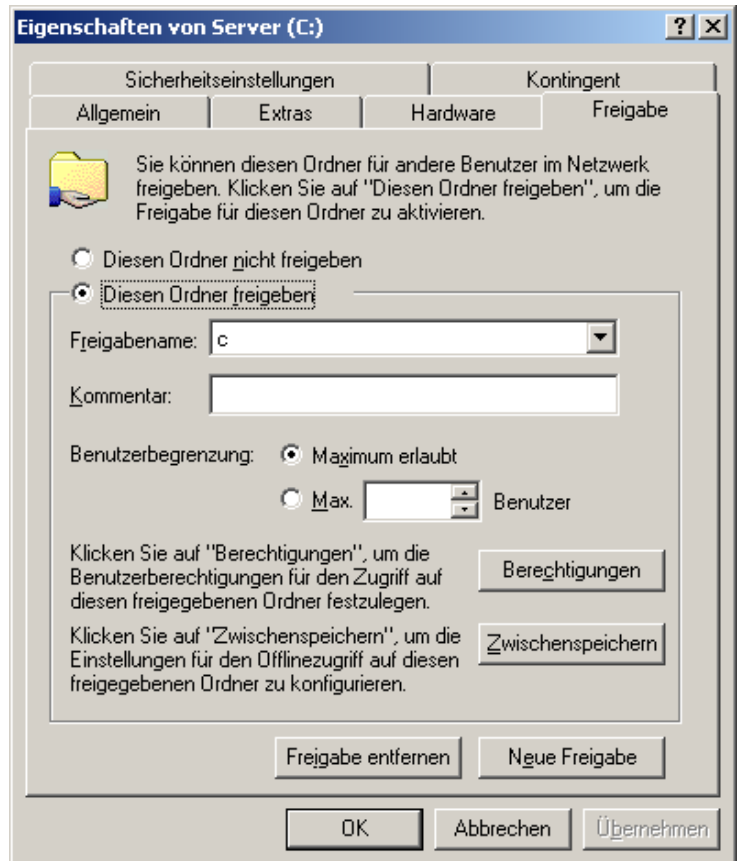 Eigenschaften von Server (C:)
Sicherheitseinstellungen
Kontingent
Allgemein
Extras
Hardware
Freigabe
Sie können diesen Ordner für andere Benutzer im Netzwerk
freigeben. Klicken Sie auf "Diesen Ordner freigeben", um die
Freigabe für diesen Ordner zu aktivieren.
Diesen Ordner nicht freigeben
Diesen Ordner freigeben
Freigabename: c
Kommentar:
Benutzerbegrenzung: Maximum erlaubt
Max. Benutzer
Klicken Sie auf "Berechtigungen", um die
Benutzerberechtigungen für den Zugriff auf
diesen freigegebenen Ordner festzulegen.
Berechtigungen
Klicken Sie auf "Zwischenspeichern", um die
Einstellungen für den Offlinezugriff auf diesen
freigegebenen Ordner zu konfigurieren.
Zwischenspeichern
Freigabe entfernen
Neue Freigabe
OK
Abbrechen
Übernehmen